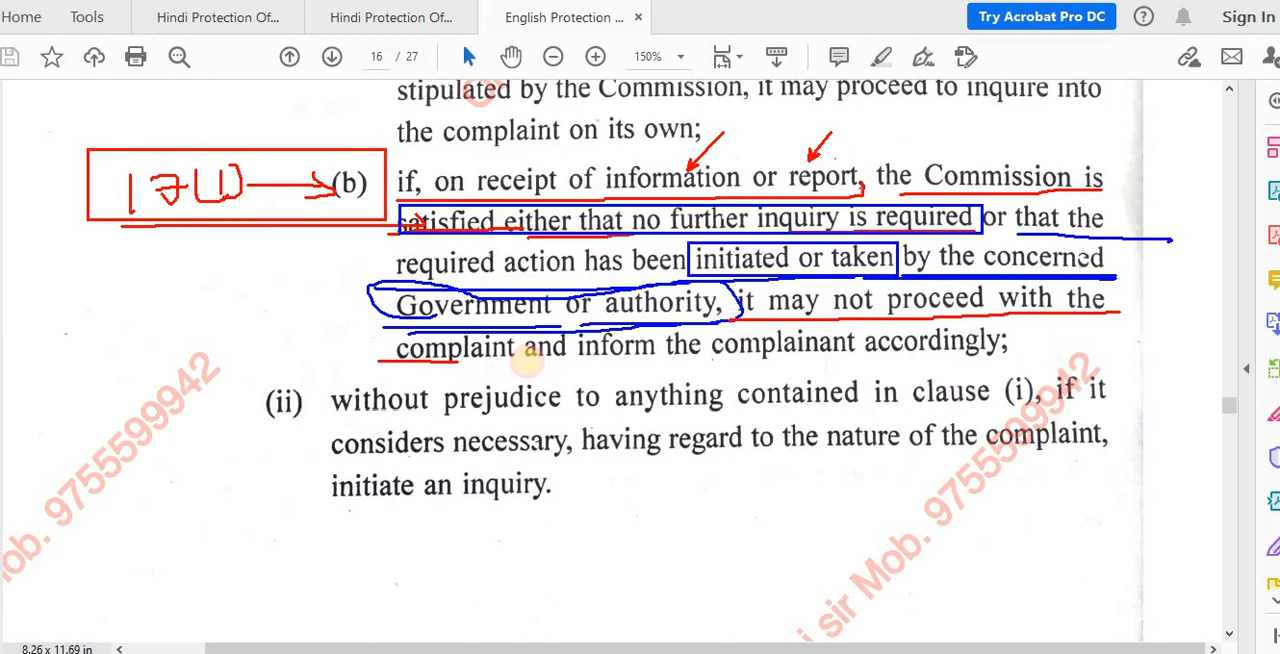 Home Tools Hindi Protection Of... Hindi Protection Of... English Protection ... × Try Acrobat Pro DC Sign In
16 / 27 150%
stipulated by the Commission, it may proceed to inquire into
the complaint on its own;
17(1) (b) if, on receipt of information or report, the Commission is
satisfied either that no further inquiry is required or that the
required action has been initiated or taken by the concerned
Government or authority, it may not proceed with the
complaint and inform the complainant accordingly;
(ii) without prejudice to anything contained in clause (i), if it
considers necessary, having regard to the nature of the complaint,
initiate an inquiry.
ob. 9755599942
i sir Mob. 9755599942
8.26 x 11.69 in